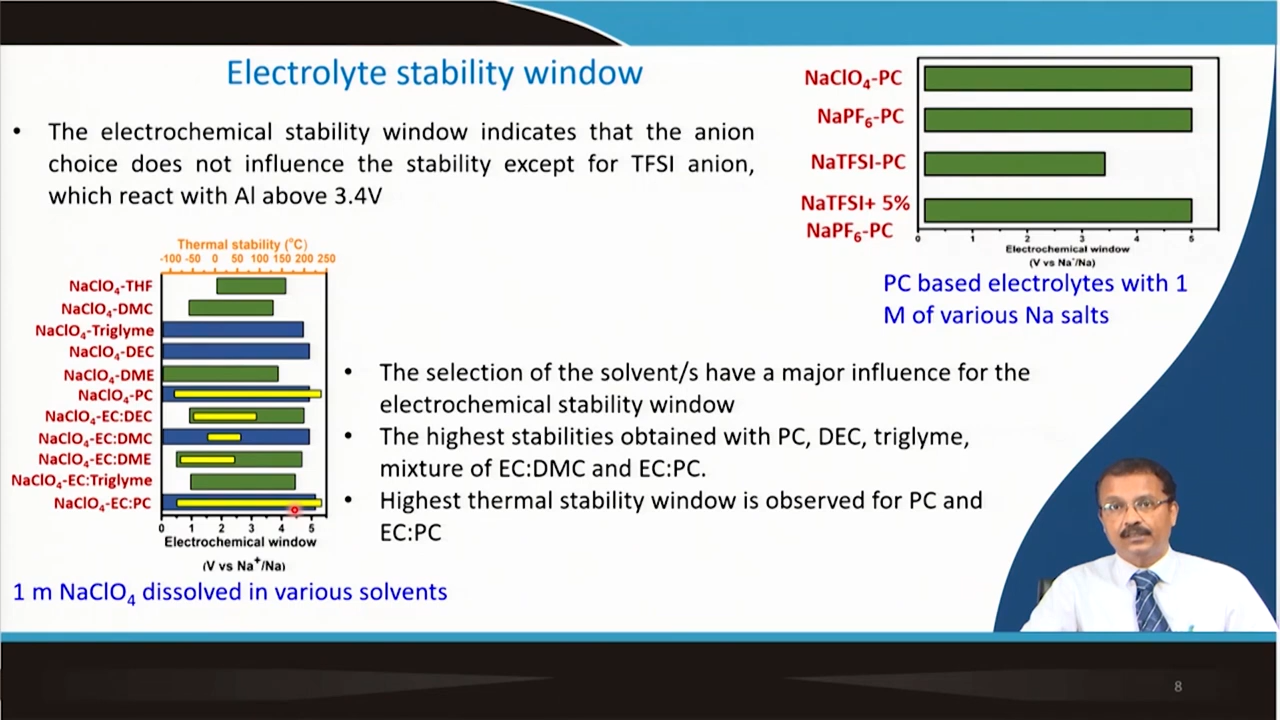 Electrolyte stability window
• The electrochemical stability window indicates that the anion
choice does not influence the stability except for TFSI anion,
which react with Al above 3.4V
NaClO₄-PC
NaPF₆-PC
NaTFSI-PC
NaTFSI+ 5%
NaPF₆-PC
0 1 2 3 4 5
Electrochemical window
(V vs Na⁺/Na)
PC based electrolytes with 1
M of various Na salts
Thermal stability (°C)
-100 -50 0 50 100 150 200 250
NaClO₄-THF
NaClO₄-DMC
NaClO₄-Triglyme
NaClO₄-DEC
NaClO₄-DME
NaClO₄-PC
NaClO₄-EC:DEC
NaClO₄-EC:DMC
NaClO₄-EC:DME
NaClO₄-EC:Triglyme
NaClO₄-EC:PC
0 1 2 3 4 5
Electrochemical window
(V vs Na⁺/Na)
1 m NaClO₄ dissolved in various solvents
• The selection of the solvent/s have a major influence for the
electrochemical stability window
• The highest stabilities obtained with PC, DEC, triglyme,
mixture of EC:DMC and EC:PC.
• Highest thermal stability window is observed for PC and
EC:PC
8